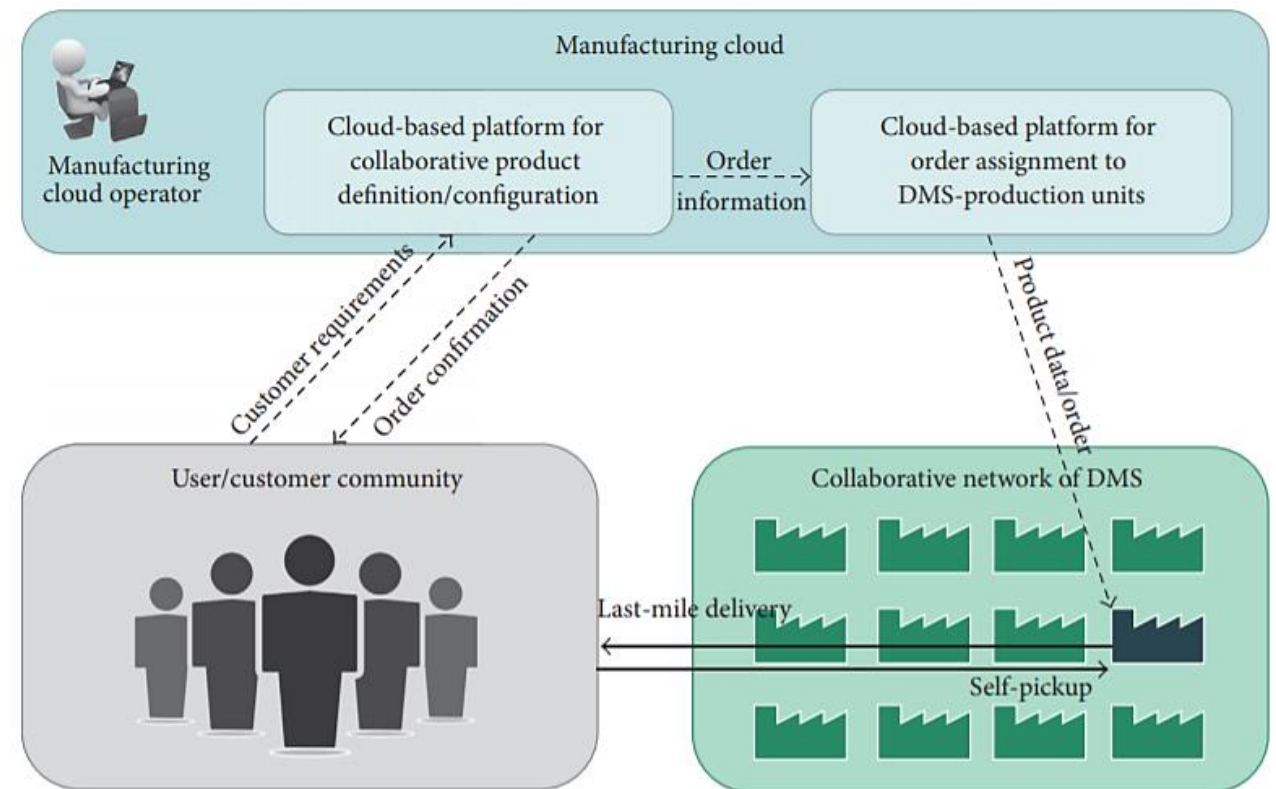 Manufacturing cloud
Manufacturing
cloud operator
Cloud-based platform for
collaborative product
definition/configuration
Order
information
Cloud-based platform for
order assignment to
DMS-production units
Customer requirements
Order confirmation
Product data/order
User/customer community
Collaborative network of DMS
Last-mile delivery
Self-pickup